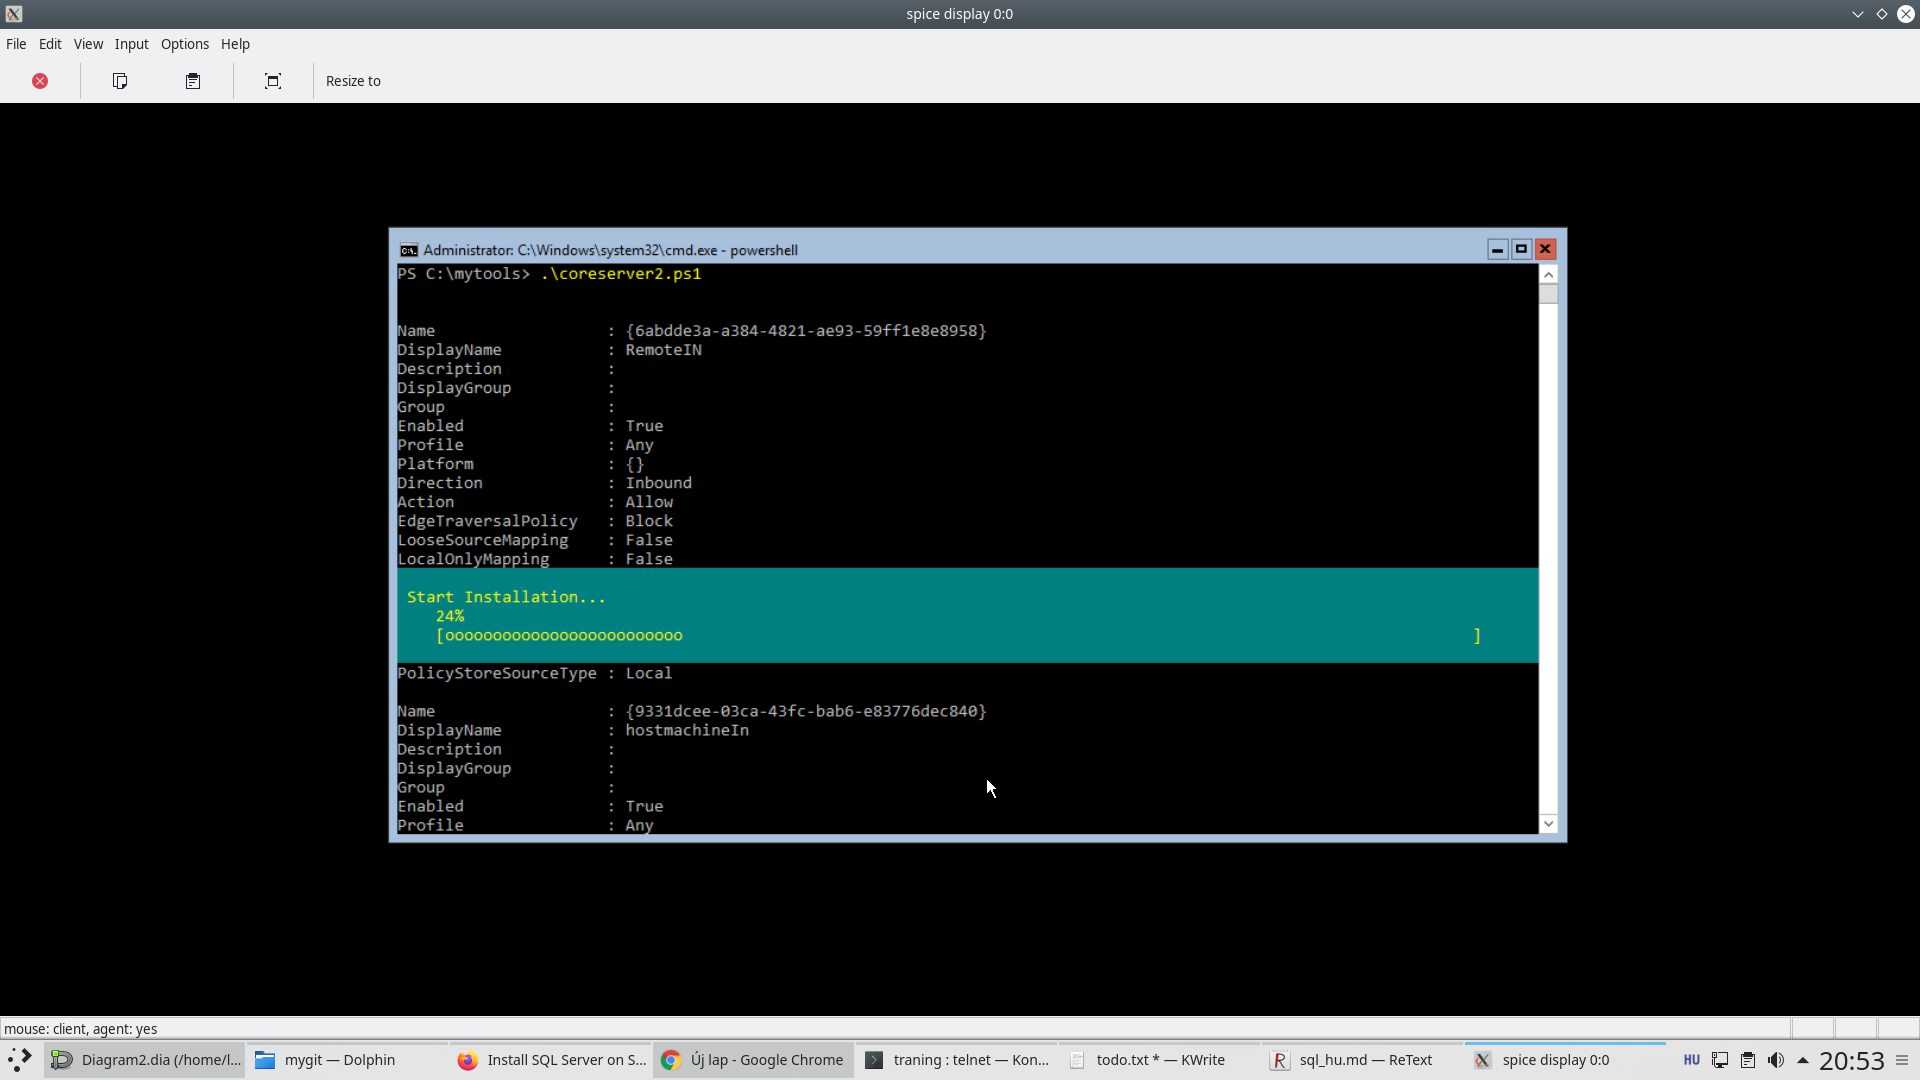 spice display 0:0
File Edit View Input Options Help
Resize to
Administrator: C:\Windows\system32\cmd.exe - powershell
PS C:\mytools> .\coreserver2.ps1
Name : {6abdde3a-a384-4821-ae93-59ff1e8e8958}
DisplayName : RemoteIN
Description :
DisplayGroup :
Group :
Enabled : True
Profile : Any
Platform : {}
Direction : Inbound
Action : Allow
EdgeTraversalPolicy : Block
LooseSourceMapping : False
LocalOnlyMapping : False
Start Installation...
24%
[ooooooooooooooooooooooooo ]
PolicyStoreSourceType : Local
Name : {9331dcee-03ca-43fc-bab6-e83776dec840}
DisplayName : hostmachineIn
Description :
DisplayGroup :
Group :
Enabled : True
Profile : Any
mouse: client, agent: yes
Diagram2.dia (/home/l... mygit — Dolphin Install SQL Server on S... Új lap - Google Chrome traning : telnet — Kon... todo.txt * — KWrite sql_hu.md — ReText spice display 0:0 HU 20:53